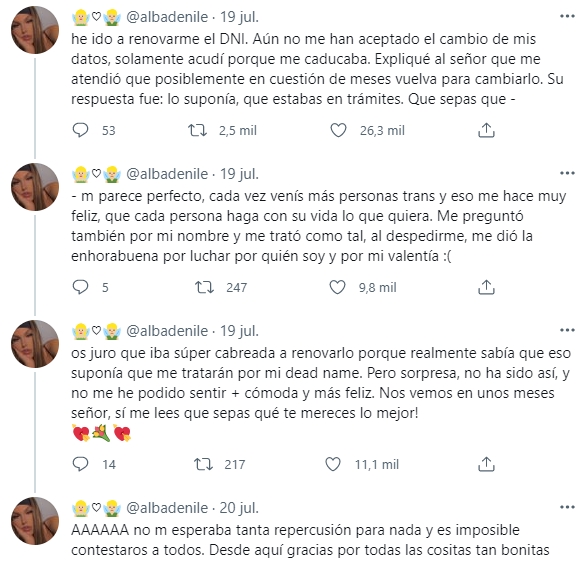 👼♡👼 @albadenile · 19 jul.
he ido a renovarme el DNI. Aún no me han aceptado el cambio de mis
datos, solamente acudí porque me caducaba. Expliqué al señor que me
atendió que posiblemente en cuestión de meses vuelva para cambiarlo. Su
respuesta fue: lo suponía, que estabas en trámites. Que sepas que -
53 2,5 mil 26,3 mil
👼♡👼 @albadenile · 19 jul.
- m parece perfecto, cada vez venís más personas trans y eso me hace muy
feliz, que cada persona haga con su vida lo que quiera. Me preguntó
también por mi nombre y me trató como tal, al despedirme, me dió la
enhorabuena por luchar por quién soy y por mi valentía :(
5 247 9,8 mil
👼♡👼 @albadenile · 19 jul.
os juro que iba súper cabreada a renovarlo porque realmente sabía que eso
suponía que me tratarán por mi dead name. Pero sorpresa, no ha sido así, y
no me he podido sentir + cómoda y más feliz. Nos vemos en unos meses
señor, sí me lees que sepas qué te mereces lo mejor!
💘💐💘
14 217 11,1 mil
👼♡👼 @albadenile · 20 jul.
AAAAAA no m esperaba tanta repercusión para nada y es imposible
contestaros a todos. Desde aquí gracias por todas las cositas tan bonitas